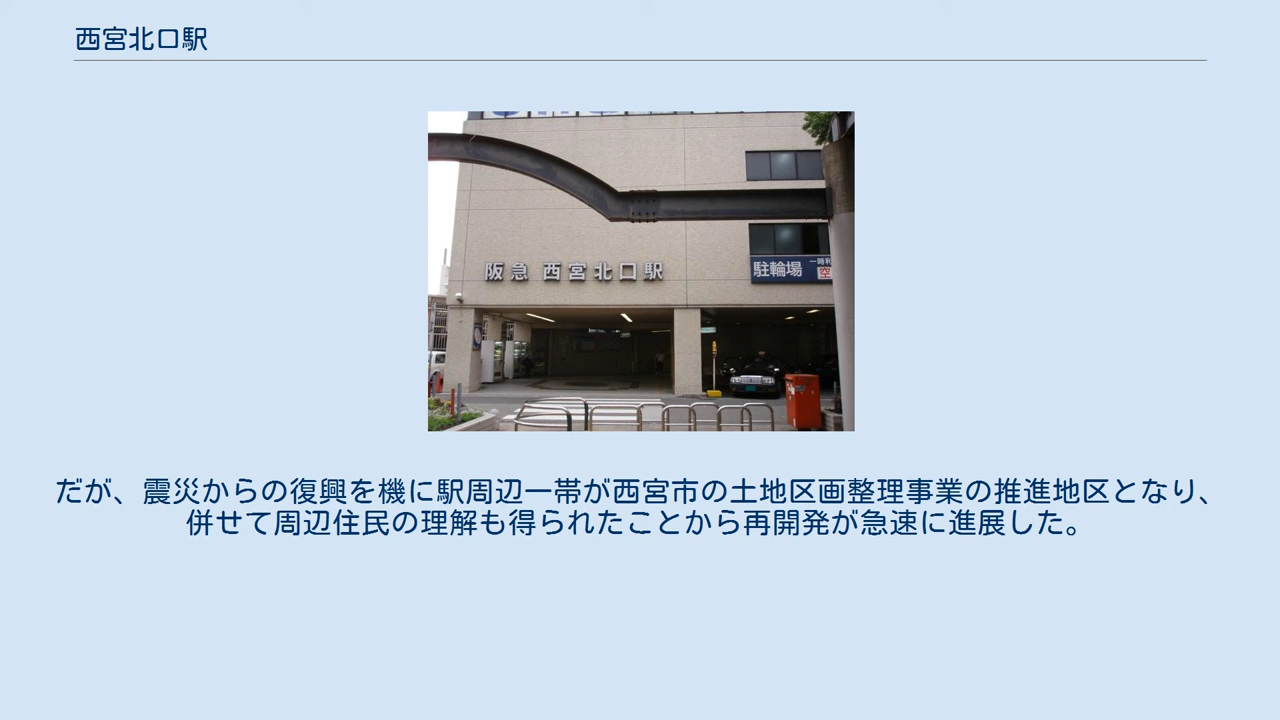 西宮北口駅
阪急 西宮北口駅
駐輪場
一時利
空
だが、震災からの復興を機に駅周辺一帯が西宮市の土地区画整理事業の推進地区となり、
併せて周辺住民の理解も得られたことから再開発が急速に進展した。